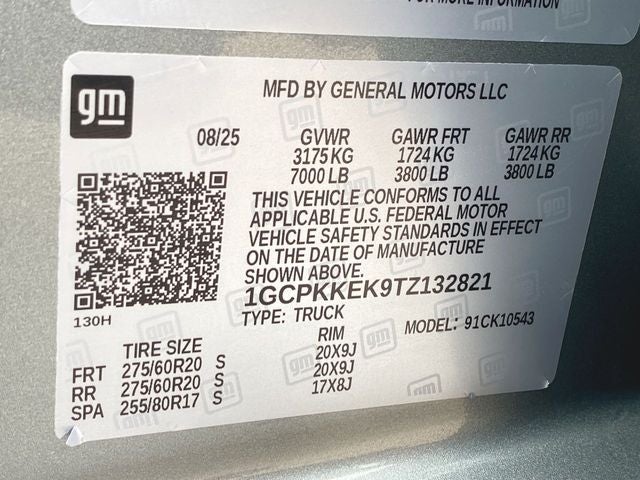 FOR MORE INFORMATION
gm
MFD BY GENERAL MOTORS LLC
08/25 GVWR GAWR FRT GAWR RR
3175 KG 1724 KG 1724 KG
7000 LB 3800 LB 3800 LB
THIS VEHICLE CONFORMS TO ALL
APPLICABLE U.S. FEDERAL MOTOR
VEHICLE SAFETY STANDARDS IN EFFECT
ON THE DATE OF MANUFACTURE
SHOWN ABOVE.
1GCPKKEK9TZ132821
130H
TYPE: TRUCK MODEL: 91CK10543
TIRE SIZE RIM
FRT 275/60R20 S 20X9J
RR 275/60R20 S 20X9J
SPA 255/80R17 S 17X8J